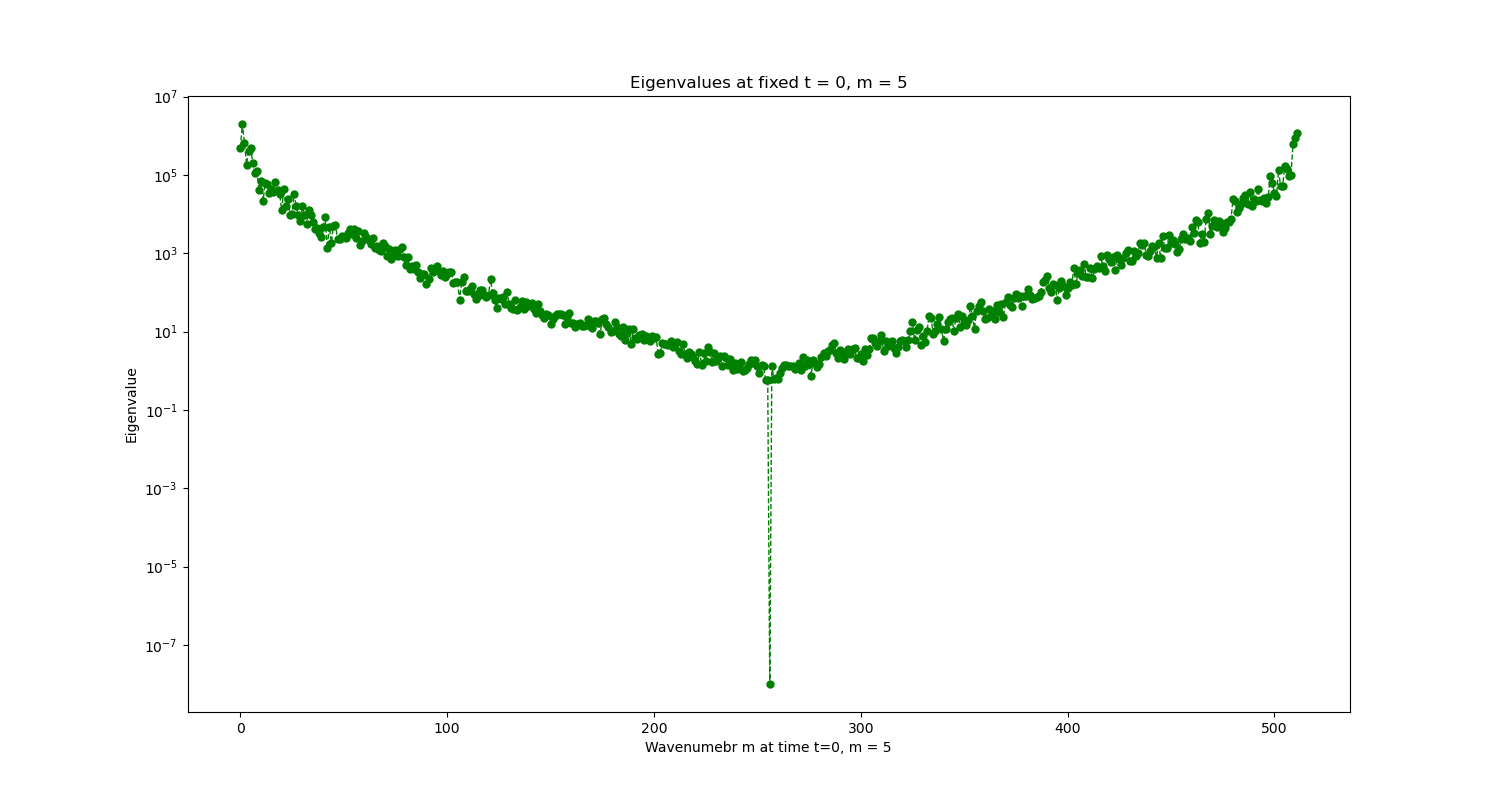 Eigenvalues at fixed t = 0, m = 5
10^7
10^5
10^3
10^1
10^-1
10^-3
10^-5
10^-7
Eigenvalue
0 100 200 300 400 500
Wavenumebr m at time t=0, m = 5